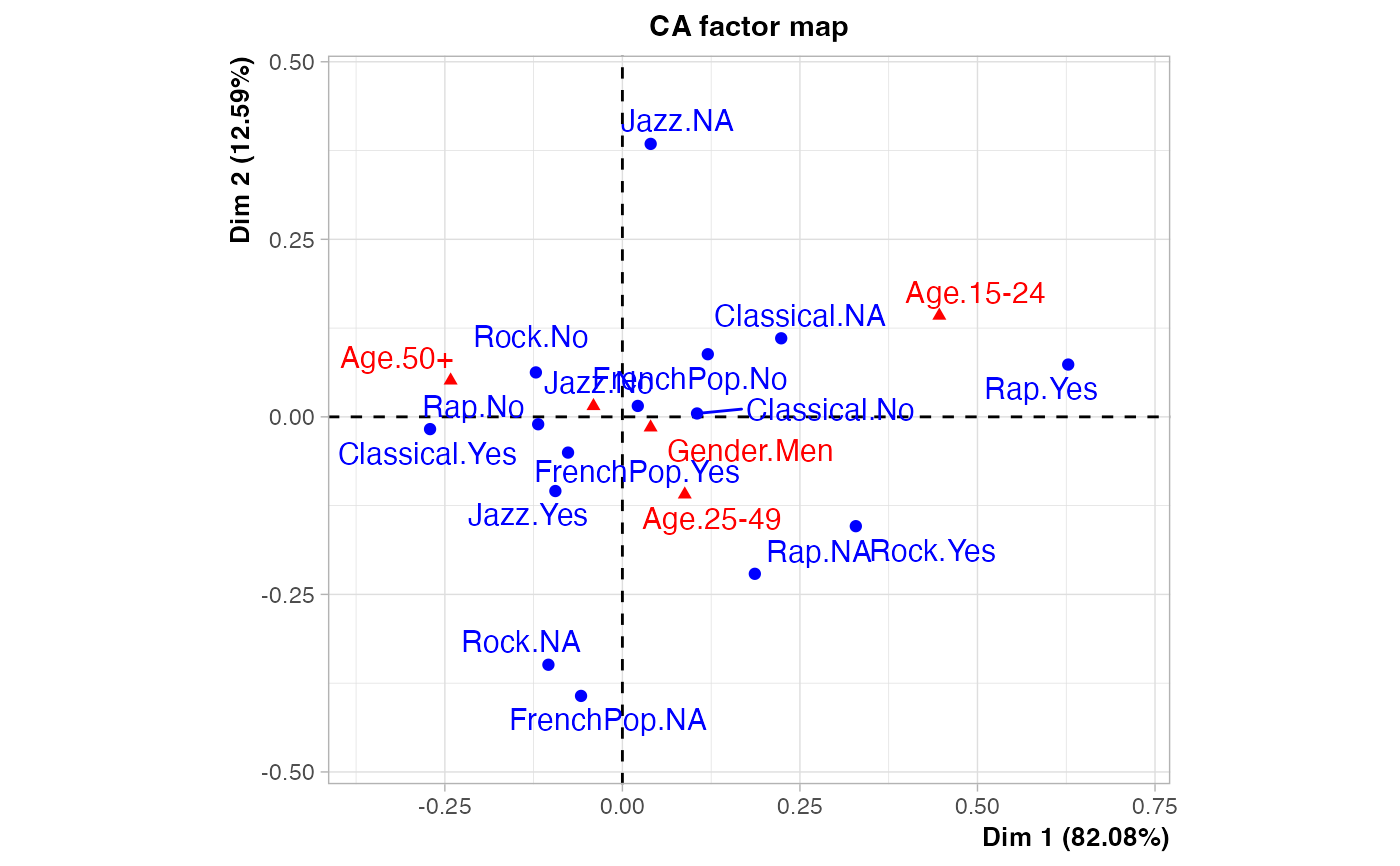 CA factor map
Dim 2 (12.59%)
0.50
0.25
0.00
-0.25
-0.50
Jazz.NA
Age.15-24
Classical.NA
Rock.No
Age.50+
FrenchPop.No
Jazz.No
Rap.Yes
Rap.No
Classical.No
Classical.Yes
Gender.Men
FrenchPop.Yes
Jazz.Yes
Age.25-49
Rap.NA
Rock.Yes
Rock.NA
FrenchPop.NA
-0.25
0.00
0.25
0.50
0.75
Dim 1 (82.08%)